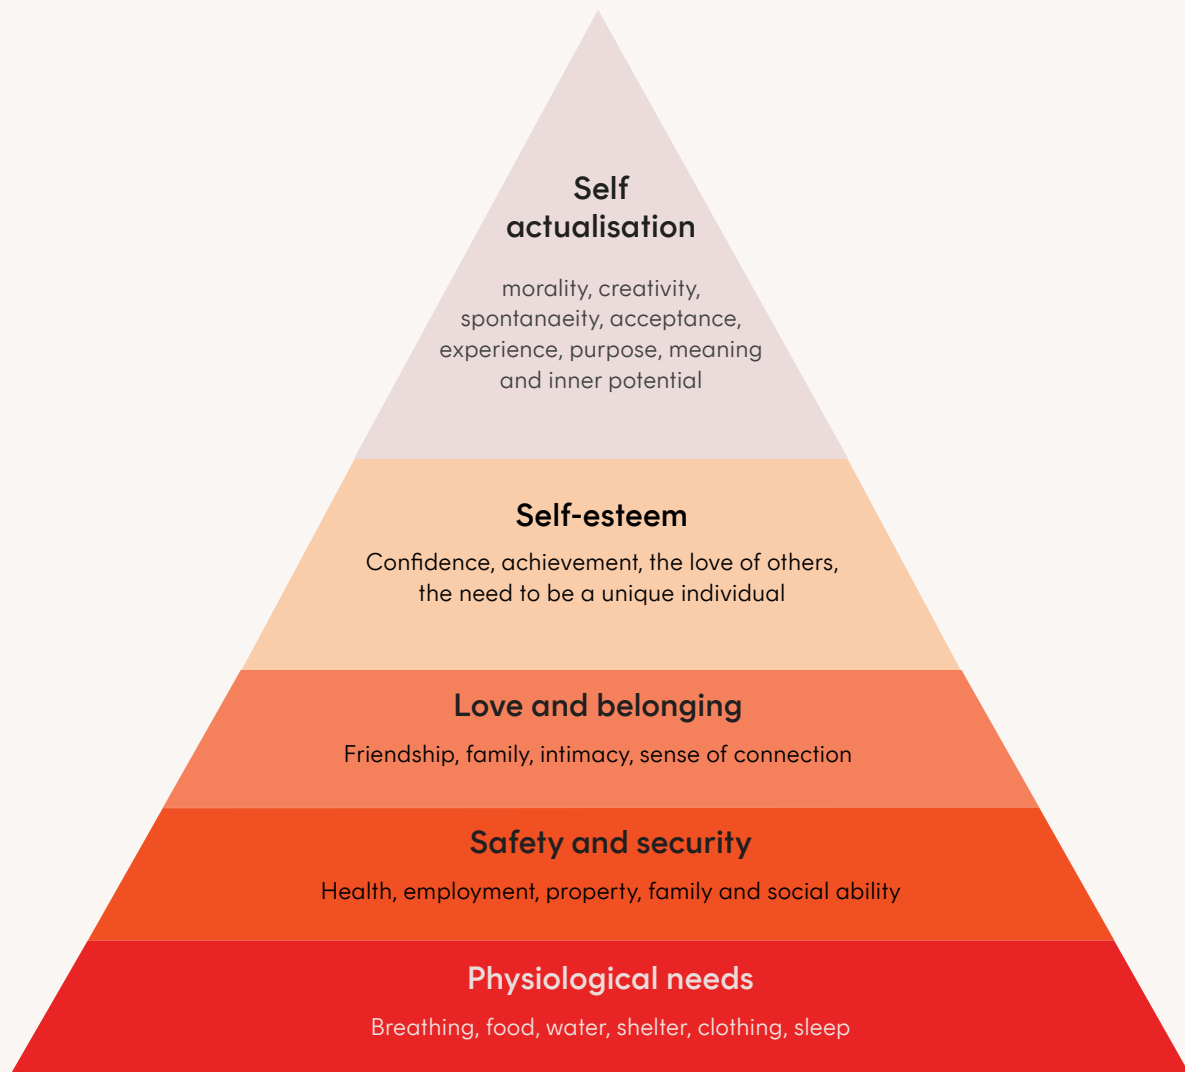 Self
actualisation
morality, creativity,
spontanaeity, acceptance,
experience, purpose, meaning
and inner potential
Self-esteem
Confidence, achievement, the love of others,
the need to be a unique individual
Love and belonging
Friendship, family, intimacy, sense of connection
Safety and security
Health, employment, property, family and social ability
Physiological needs
Breathing, food, water, shelter, clothing, sleep